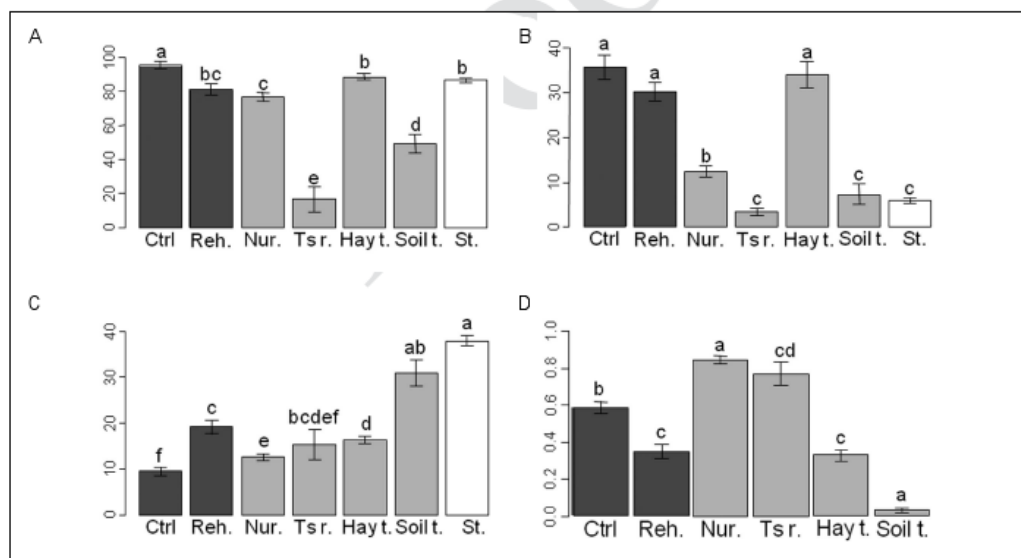 A
100
80
60
40
20
0
a bc c e b d b
Ctrl Reh. Nur. Ts r. Hay t. Soil t. St.
B
40
30
20
10
0
a a b c a c c
Ctrl Reh. Nur. Ts r. Hay t. Soil t. St.
C
40
30
20
10
0
f c e bcdef d ab a
Ctrl Reh. Nur. Ts r. Hay t. Soil t. St.
D
1.0
0.8
0.6
0.4
0.2
0.0
b c a cd c a
Ctrl Reh. Nur. Ts r. Hay t. Soil t.